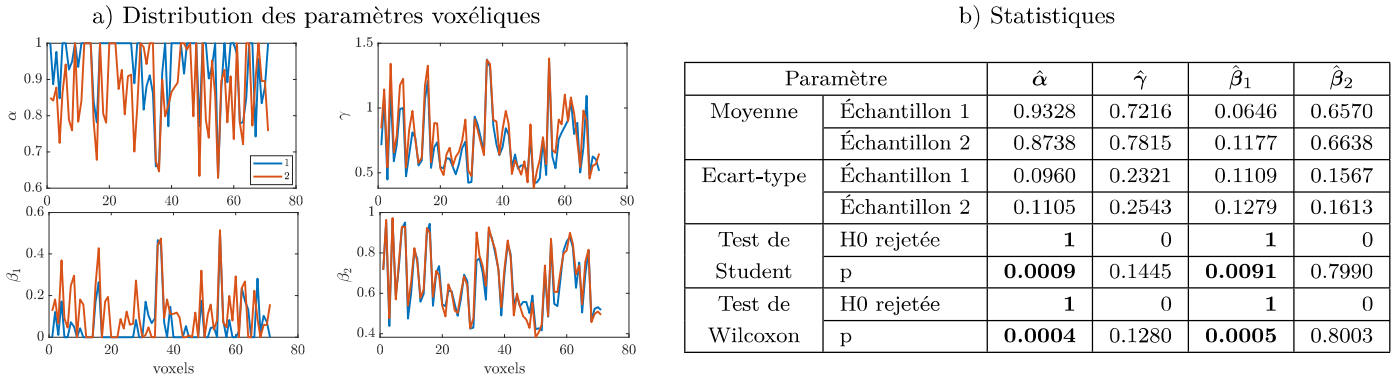 a) Distribution des paramètres voxéliques
1
0.9
0.8
0.7
0.6
α
0 20 40 60 80
1
2
1.5
1
0.5
γ
0 20 40 60 80
0.6
0.4
0.2
0
β1
0 20 40 60 80
voxels
1
0.8
0.6
0.4
β2
0 20 40 60 80
voxels
b) Statistiques
Paramètre α̂ γ̂ β̂1 β̂2
Moyenne Échantillon 1 0.9328 0.7216 0.0646 0.6570
Échantillon 2 0.8738 0.7815 0.1177 0.6638
Ecart-type Échantillon 1 0.0960 0.2321 0.1109 0.1567
Échantillon 2 0.1105 0.2543 0.1279 0.1613
Test de H0 rejetée 1 0 1 0
Student p 0.0009 0.1445 0.0091 0.7990
Test de H0 rejetée 1 0 1 0
Wilcoxon p 0.0004 0.1280 0.0005 0.8003